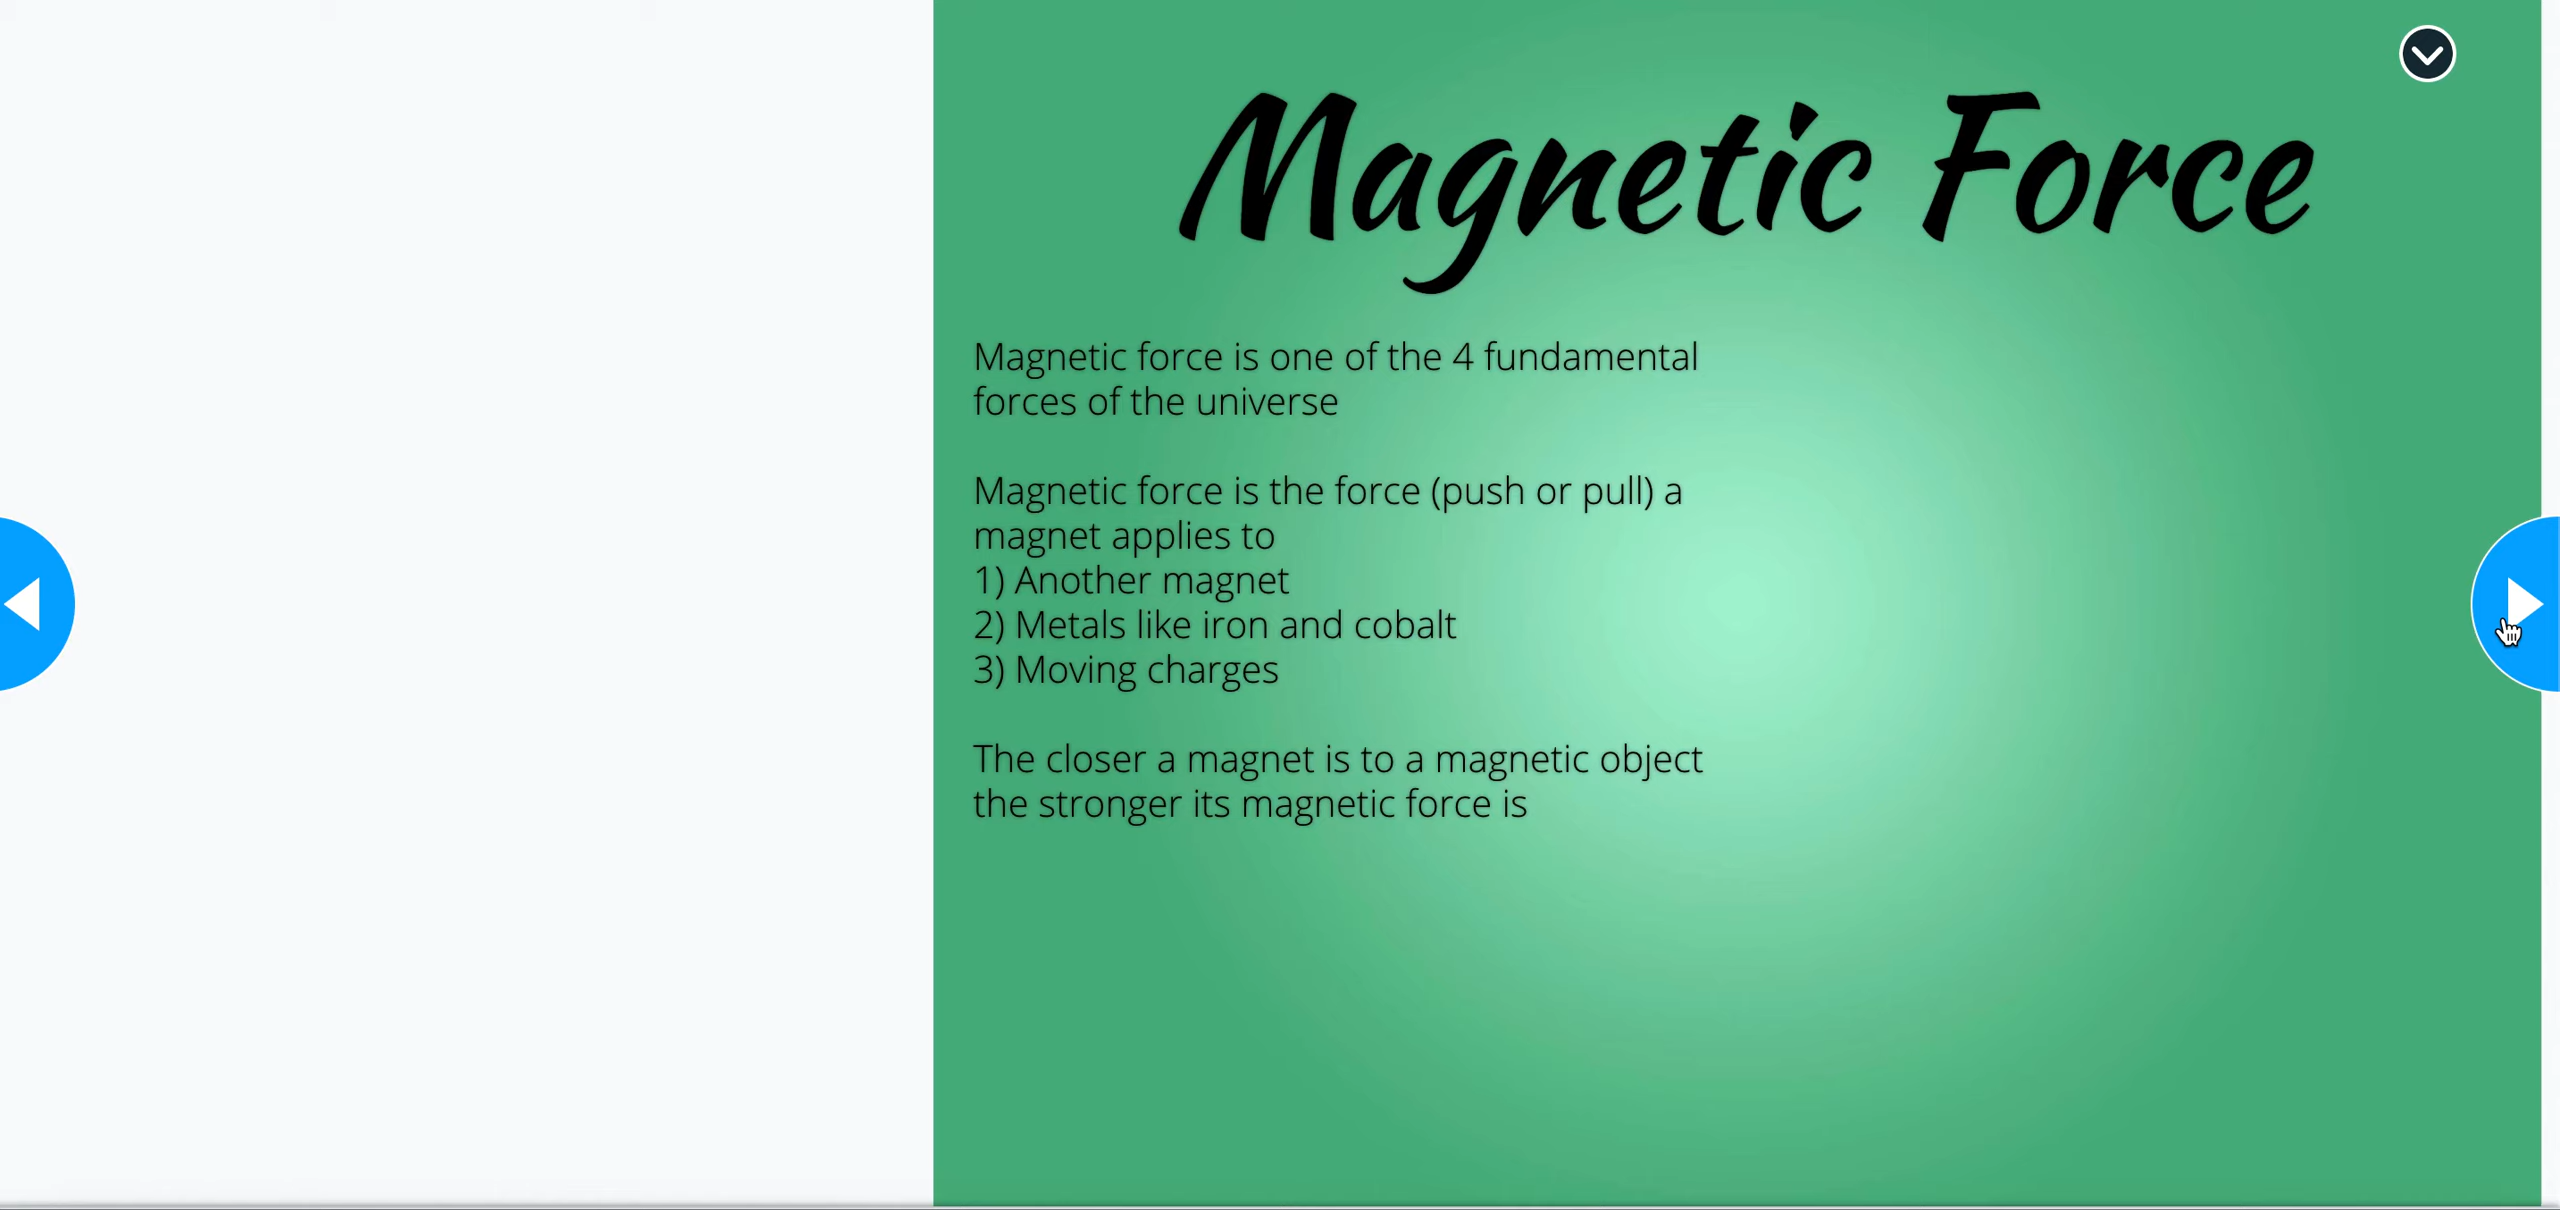 Magnetic Force
Magnetic force is one of the 4 fundamental
forces of the universe
Magnetic force is the force (push or pull) a
magnet applies to
1) Another magnet
2) Metals like iron and cobalt
3) Moving charges
The closer a magnet is to a magnetic object
the stronger its magnetic force is